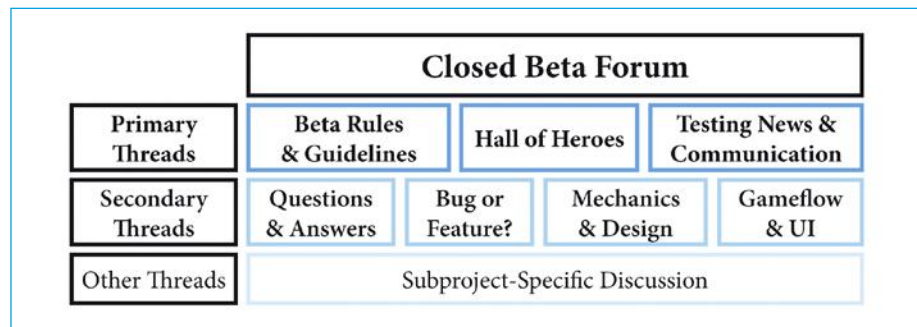 Closed Beta Forum
Primary
Threads
Beta Rules
& Guidelines
Hall of Heroes
Testing News &
Communication
Secondary
Threads
Questions
& Answers
Bug or
Feature?
Mechanics
& Design
Gameflow
& UI
Other Threads
Subproject-Specific Discussion